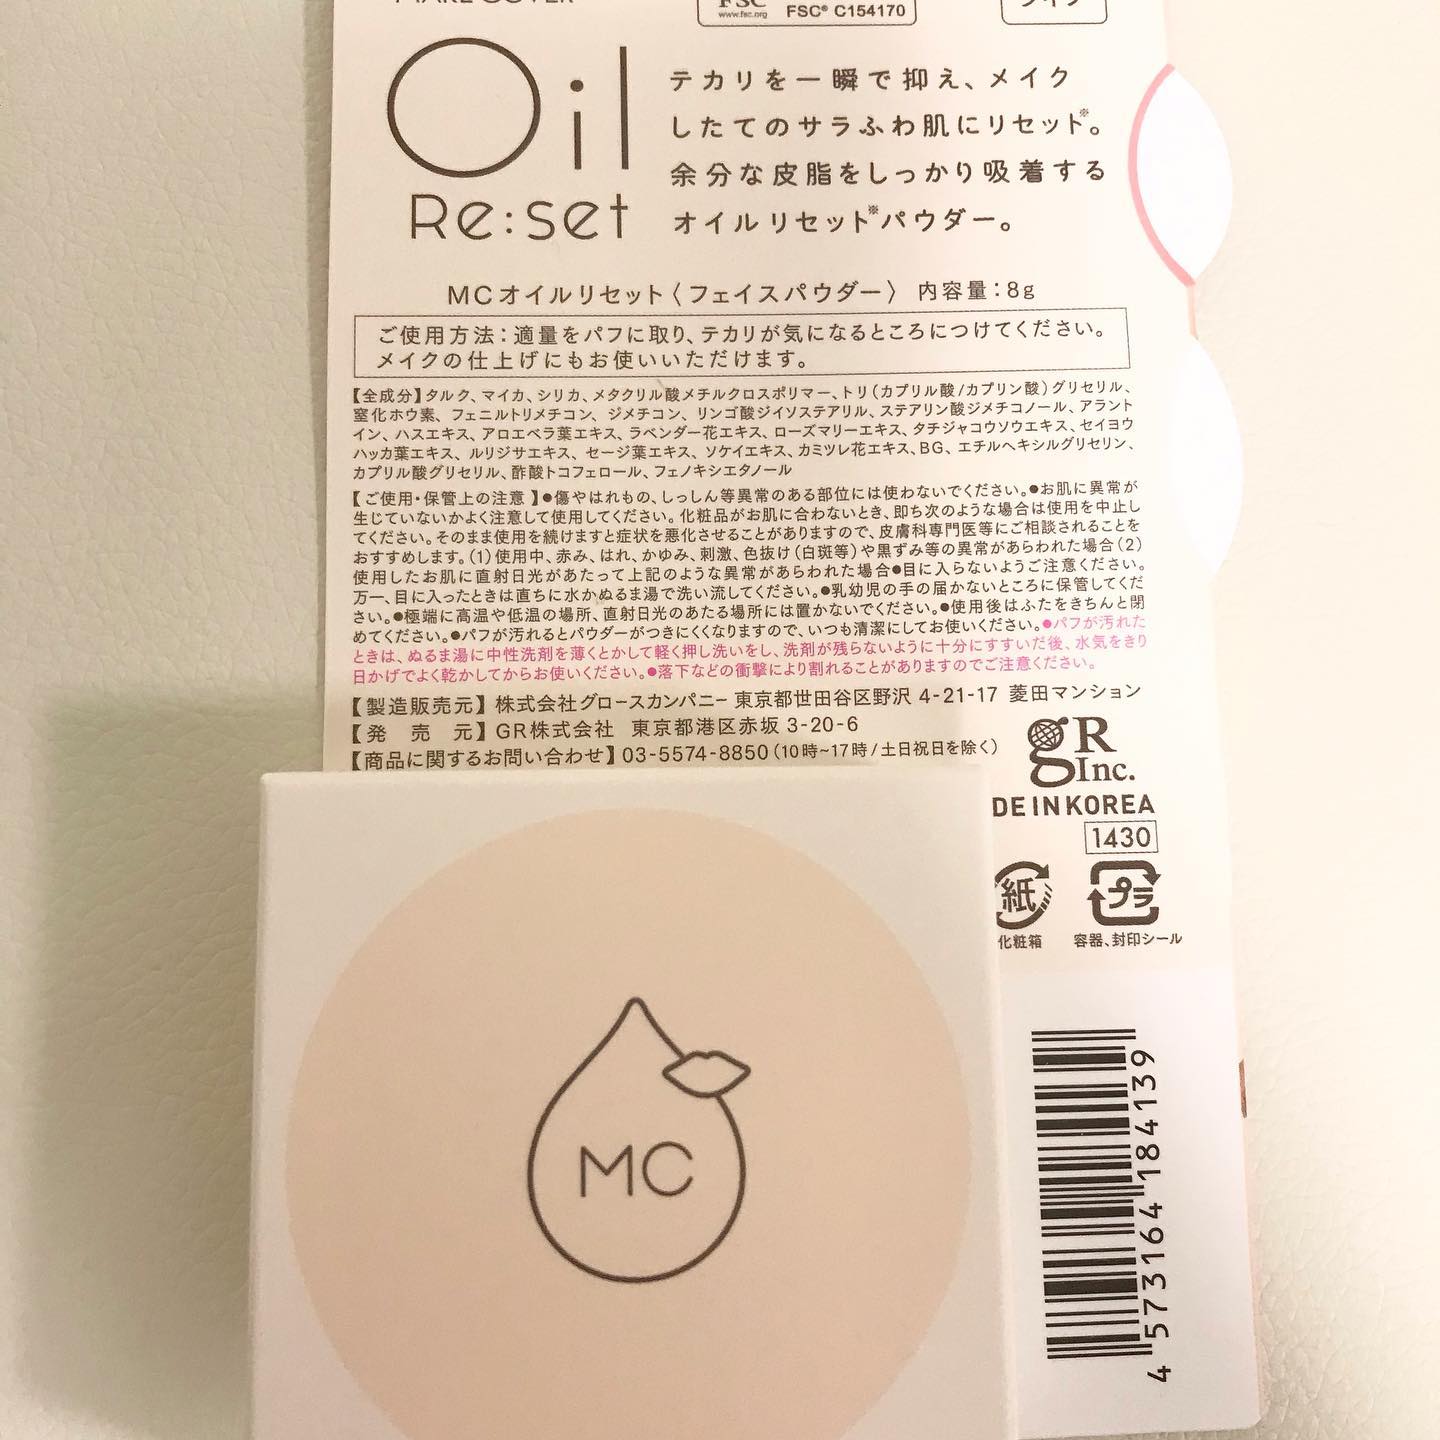 MAKE COVER
FSC
www.fsc.org
FSC® C154170
Oil
Re:set
テカリを一瞬で抑え、メイク
したてのサラふわ肌にリセット※。
余分な皮脂をしっかり吸着する
オイルリセット※パウダー。
MCオイルリセット〈フェイスパウダー〉 内容量:8g
ご使用方法:適量をパフに取り、テカリが気になるところにつけてください。
メイクの仕上げにもお使いいただけます。
【全成分】タルク、マイカ、シリカ、メタクリル酸メチルクロスポリマー、トリ(カプリル酸/カプリン酸)グリセリル、
窒化ホウ素、フェニルトリメチコン、ジメチコン、リンゴ酸ジイソステアリル、ステアリン酸ジメチコノール、アラント
イン、ハスエキス、アロエベラ葉エキス、ラベンダー花エキス、ローズマリーエキス、タチジャコウソウエキス、セイヨウ
ハッカ葉エキス、ルリジサエキス、セージ葉エキス、ソケイエキス、カミツレ花エキス、BG、エチルヘキシルグリセリン、
カプリル酸グリセリル、酢酸トコフェロール、フェノキシエタノール
【ご使用・保管上の注意】●傷やはれもの、しっしん等異常のある部位には使わないでください。●お肌に異常が
生じていないかよく注意して使用してください。化粧品がお肌に合わないとき、即ち次のような場合は使用を中止し
てください。そのまま使用を続けますと症状を悪化させることがありますので、皮膚科専門医等にご相談されることを
おすすめします。(1)使用中、赤み、はれ、かゆみ、刺激、色抜け(白斑等)や黒ずみ等の異常があらわれた場合(2)
使用したお肌に直射日光があたって上記のような異常があらわれた場合●目に入らないようご注意ください。
万一、目に入ったときは直ちに水かぬるま湯で洗い流してください。●乳幼児の手の届かないところに保管してくだ
さい。●極端に高温や低温の場所、直射日光のあたる場所には置かないでください。●使用後はふたをきちんと閉
めてください。●パフが汚れるとパウダーがつきにくくなりますので、いつも清潔にしてお使いください。●パフが汚れた
ときは、ぬるま湯に中性洗剤を薄くとかして軽く押し洗いをし、洗剤が残らないように十分にすすいだ後、水気をきり
日かげでよく乾かしてからお使いください。●落下などの衝撃により割れることがありますのでご注意ください。
【製造販売元】株式会社グロースカンパニー 東京都世田谷区野沢 4-21-17 菱田マンション
【発 売 元】GR株式会社 東京都港区赤坂 3-20-6
【商品に関するお問い合わせ】03-5574-8850(10時~17時/土日祝日を除く)
gR
Inc.
DE IN KOREA
1430
紙
プラ
化粧箱
容器、封印シール
MC
4 573164 184139